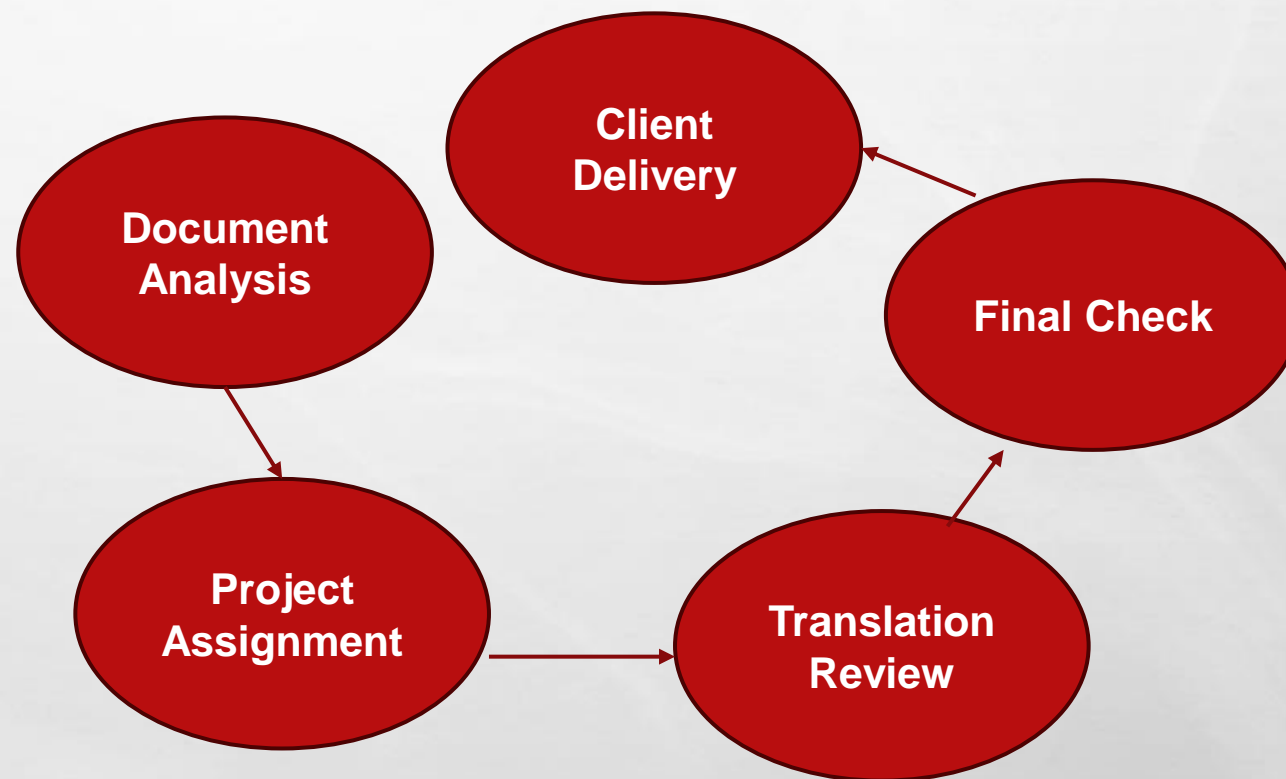 Document
Analysis
Project
Assignment
Translation
Review
Final Check
Client
Delivery